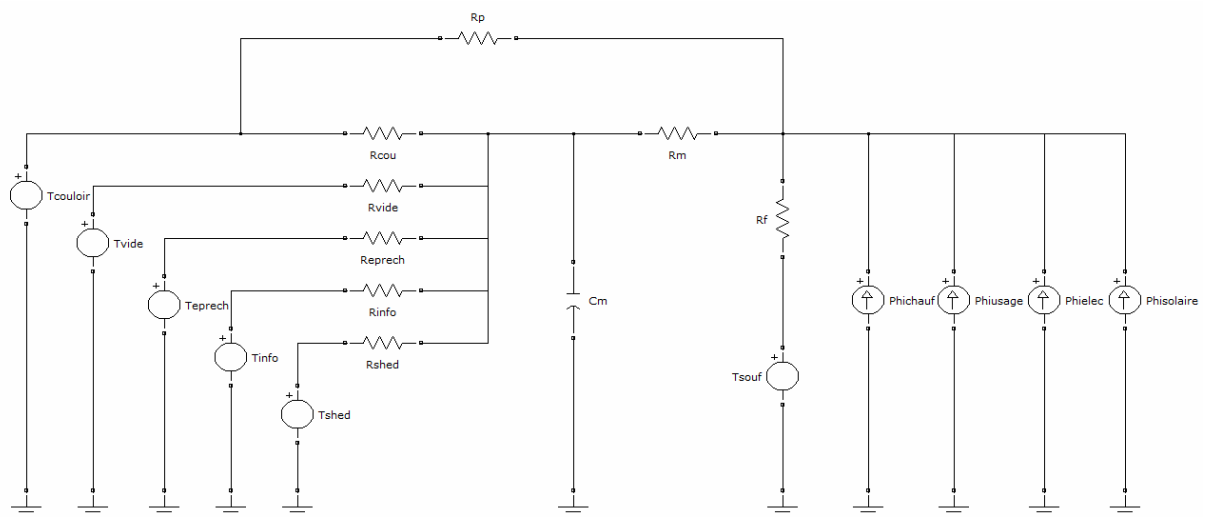 Rp
Rcou
Rm
Tcouloir
Rvide
Rf
Tvide
Reprech
Teprech
Rinfo
Cm
Phichauf
Phiusage
Phielec
Phisolaire
Tinfo
Rshed
Tsouf
Tshed